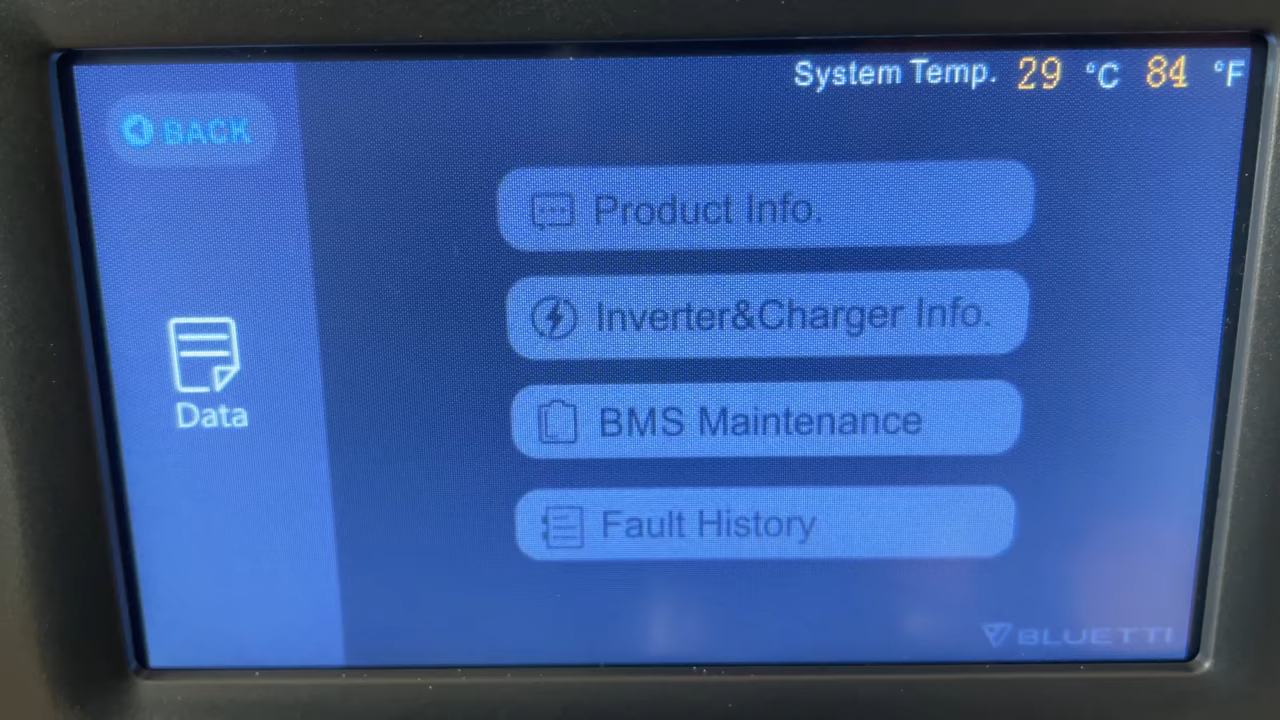 System Temp. 29 °C 84 °F
BACK
Product Info.
Inverter&Charger Info.
Data
BMS Maintenance
Fault History
BLUETTI